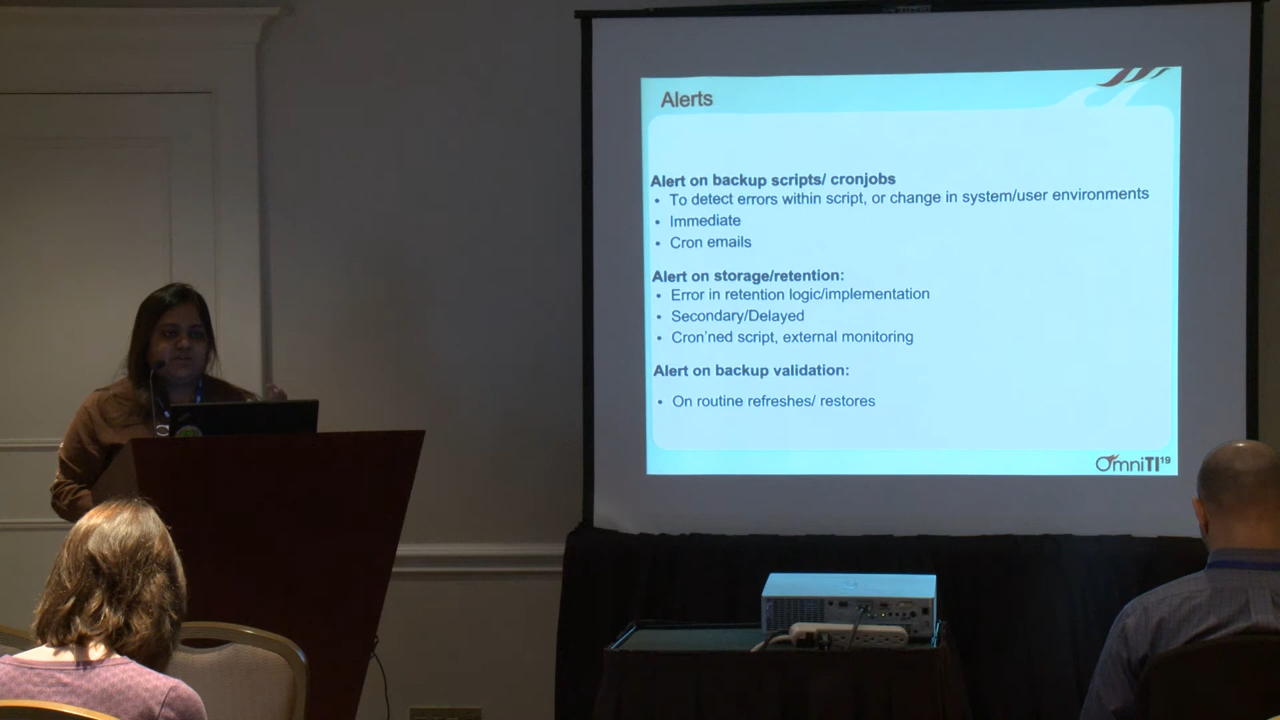 Alerts
Alert on backup scripts/ cronjobs
• To detect errors within script, or change in system/user environments
• Immediate
• Cron emails
Alert on storage/retention:
• Error in retention logic/implementation
• Secondary/Delayed
• Cron’ned script, external monitoring
Alert on backup validation:
• On routine refreshes/ restores
OmniTI 19